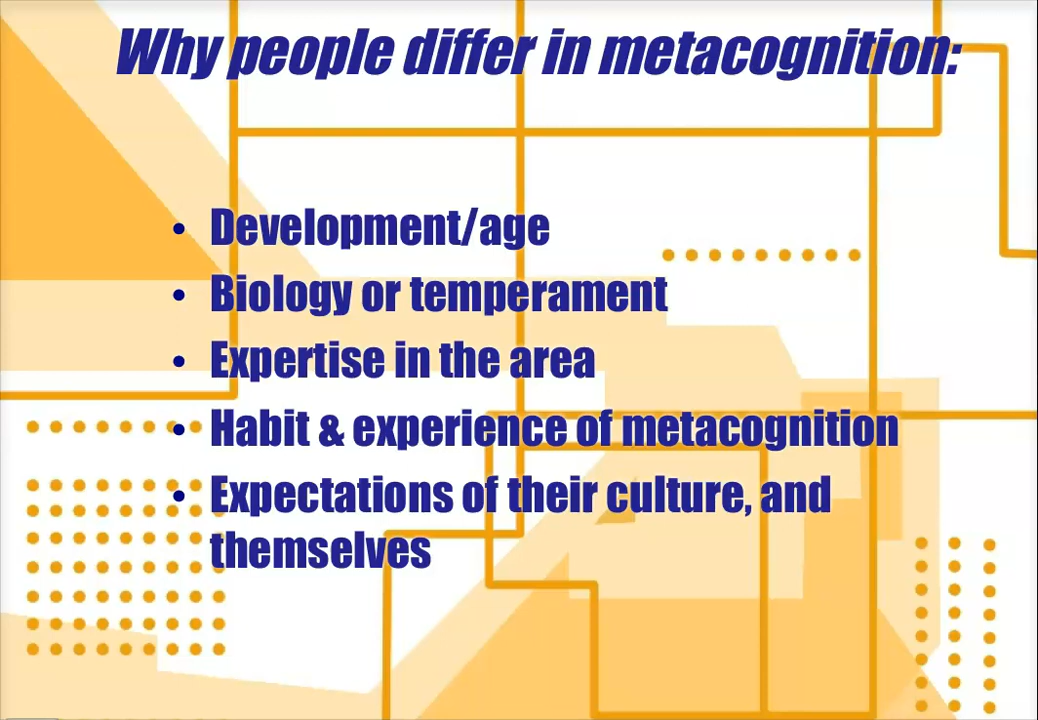 Why people differ in metacognition:
• Development/age
• Biology or temperament
• Expertise in the area
• Habit & experience of metacognition
• Expectations of their culture, and
themselves